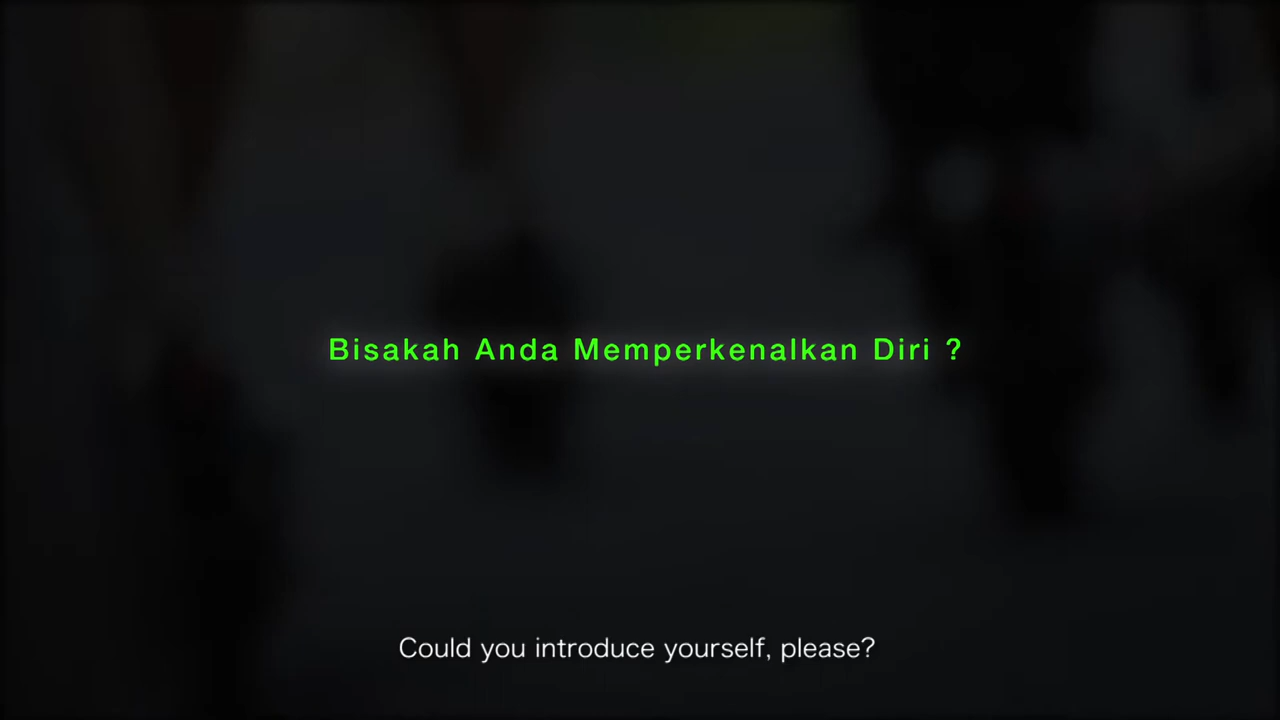 Bisakah Anda Memperkenalkan Diri ?
Could you introduce yourself, please?